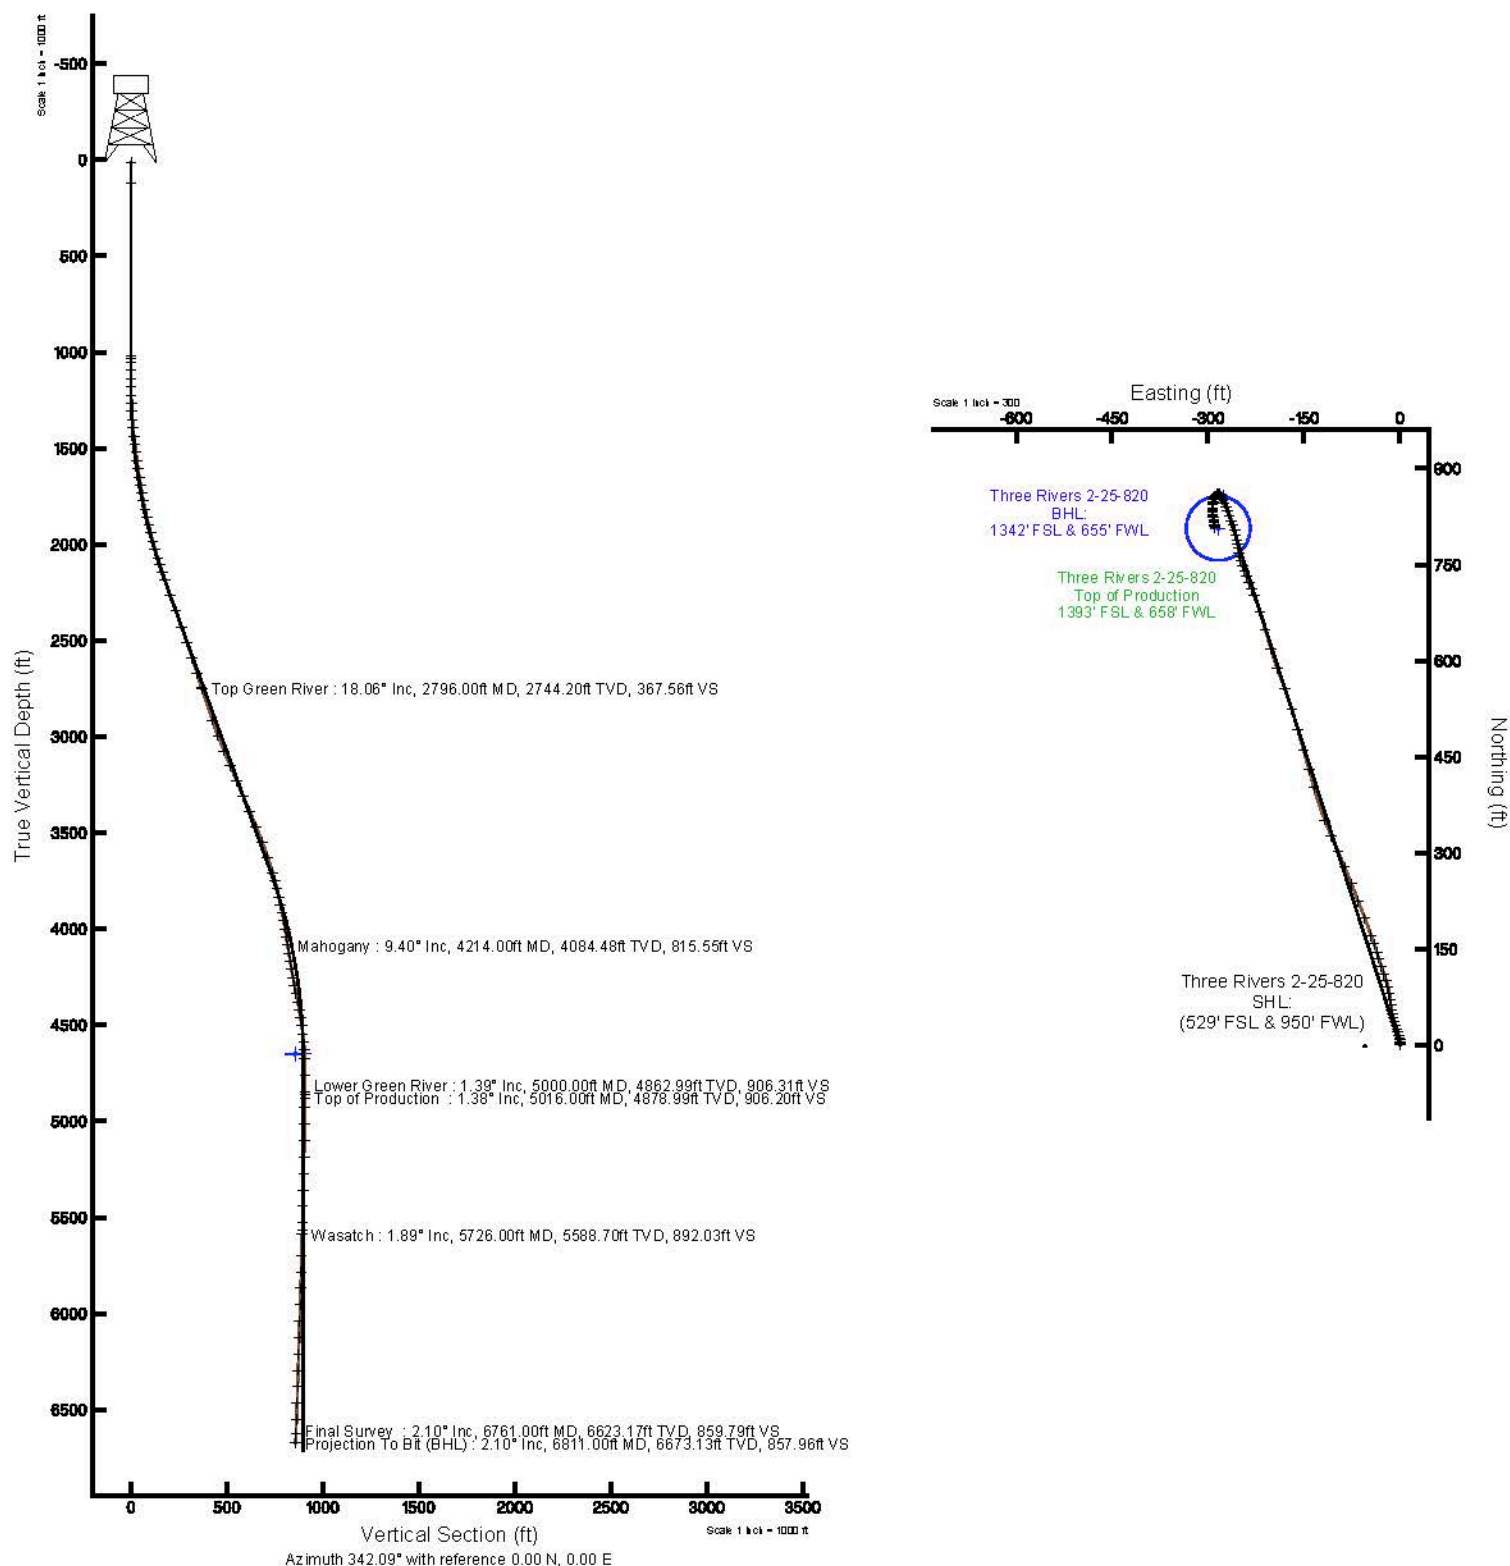 Scale 1 inch = 1000 ft
-500
0
500
1000
1500
2000
2500
3000
3500
4000
4500
5000
5500
6000
6500
True Vertical Depth (ft)
Top Green River : 18.06° Inc, 2796.00ft MD, 2744.20ft TVD, 367.56ft VS
Mahogany : 9.40° Inc, 4214.00ft MD, 4084.48ft TVD, 815.55ft VS
Lower Green River : 1.39° Inc, 5000.00ft MD, 4862.99ft TVD, 906.31ft VS
Top of Production : 1.38° Inc, 5016.00ft MD, 4878.99ft TVD, 906.20ft VS
Wasatch : 1.89° Inc, 5726.00ft MD, 5588.70ft TVD, 892.03ft VS
Final Survey : 2.10° Inc, 6761.00ft MD, 6623.17ft TVD, 859.79ft VS
Projection To Bit (BHL) : 2.10° Inc, 6811.00ft MD, 6673.13ft TVD, 857.96ft VS
0 500 1000 1500 2000 2500 3000 3500
Vertical Section (ft)
Scale 1 inch = 1000 ft
Azimuth 342.09° with reference 0.00 N, 0.00 E
Easting (ft)
Scale 1 inch = 300
-600 -450 -300 -150 0
900
750
600
450
300
150
0
Northing (ft)
Three Rivers 2-25-820
BHL:
1342' FSL & 655' FWL
Three Rivers 2-25-820
Top of Production
1393' FSL & 658' FWL
Three Rivers 2-25-820
SHL:
(529' FSL & 950' FWL)